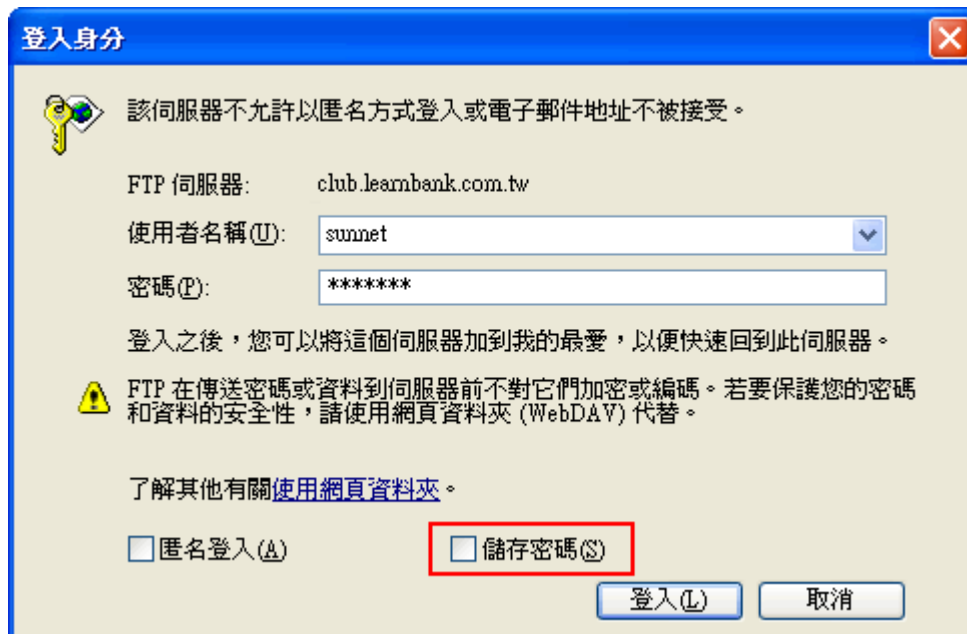 登入身分
該伺服器不允許以匿名方式登入或電子郵件地址不被接受。
FTP 伺服器: club.learnbank.com.tw
使用者名稱(U): sunnet
密碼(P): *******
登入之後，您可以將這個伺服器加到我的最愛，以便快速回到此伺服器。
FTP 在傳送密碼或資料到伺服器前不對它們加密或編碼。若要保護您的密碼
和資料的安全性，請使用網頁資料夾 (WebDAV) 代替。
了解其他有關使用網頁資料夾。
匿名登入(A) 儲存密碼(S)
登入(L) 取消